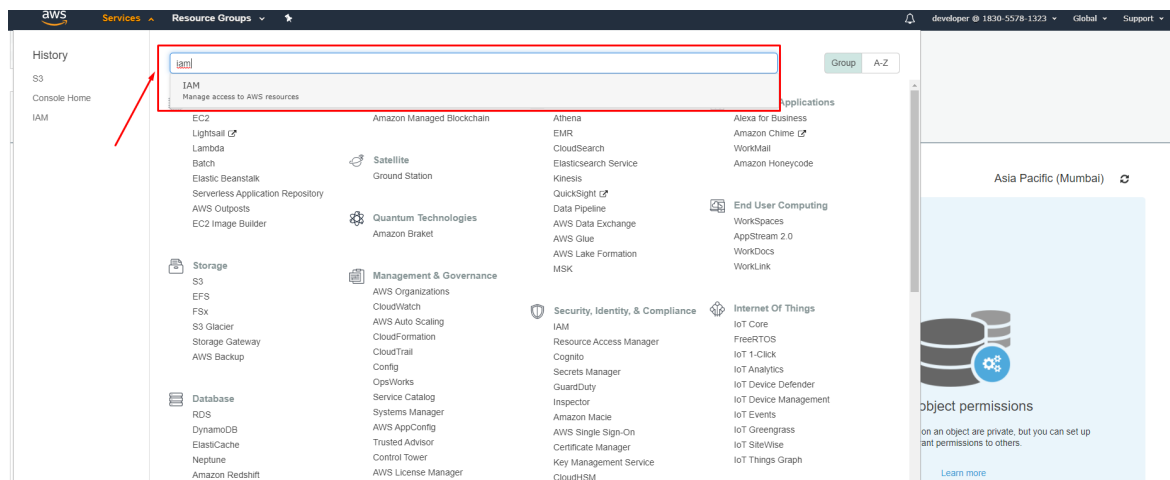 aws
Services
Resource Groups
developer @ 1830-5578-1323
Global
Support
History
S3
Console Home
IAM
iam
Group
A-Z
IAM
Manage access to AWS resources
EC2
Lightsail
Lambda
Batch
Elastic Beanstalk
Serverless Application Repository
AWS Outposts
EC2 Image Builder
Storage
S3
EFS
FSx
S3 Glacier
Storage Gateway
AWS Backup
Database
RDS
DynamoDB
ElastiCache
Neptune
Amazon Redshift
Amazon Managed Blockchain
Satellite
Ground Station
Quantum Technologies
Amazon Braket
Management & Governance
AWS Organizations
CloudWatch
AWS Auto Scaling
CloudFormation
CloudTrail
Config
OpsWorks
Service Catalog
Systems Manager
AWS AppConfig
Trusted Advisor
Control Tower
AWS License Manager
Athena
EMR
CloudSearch
Elasticsearch Service
Kinesis
QuickSight
Data Pipeline
AWS Data Exchange
AWS Glue
AWS Lake Formation
MSK
Security, Identity, & Compliance
IAM
Resource Access Manager
Cognito
Secrets Manager
GuardDuty
Inspector
Amazon Macie
AWS Single Sign-On
Certificate Manager
Key Management Service
CloudHSM
Applications
Alexa for Business
Amazon Chime
WorkMail
Amazon Honeycode
End User Computing
WorkSpaces
AppStream 2.0
WorkDocs
WorkLink
Internet Of Things
IoT Core
FreeRTOS
IoT 1-Click
IoT Analytics
IoT Device Defender
IoT Device Management
IoT Events
IoT Greengrass
IoT SiteWise
IoT Things Graph
Asia Pacific (Mumbai)
object permissions
on an object are private, but you can set up
permissions to others.
Learn more